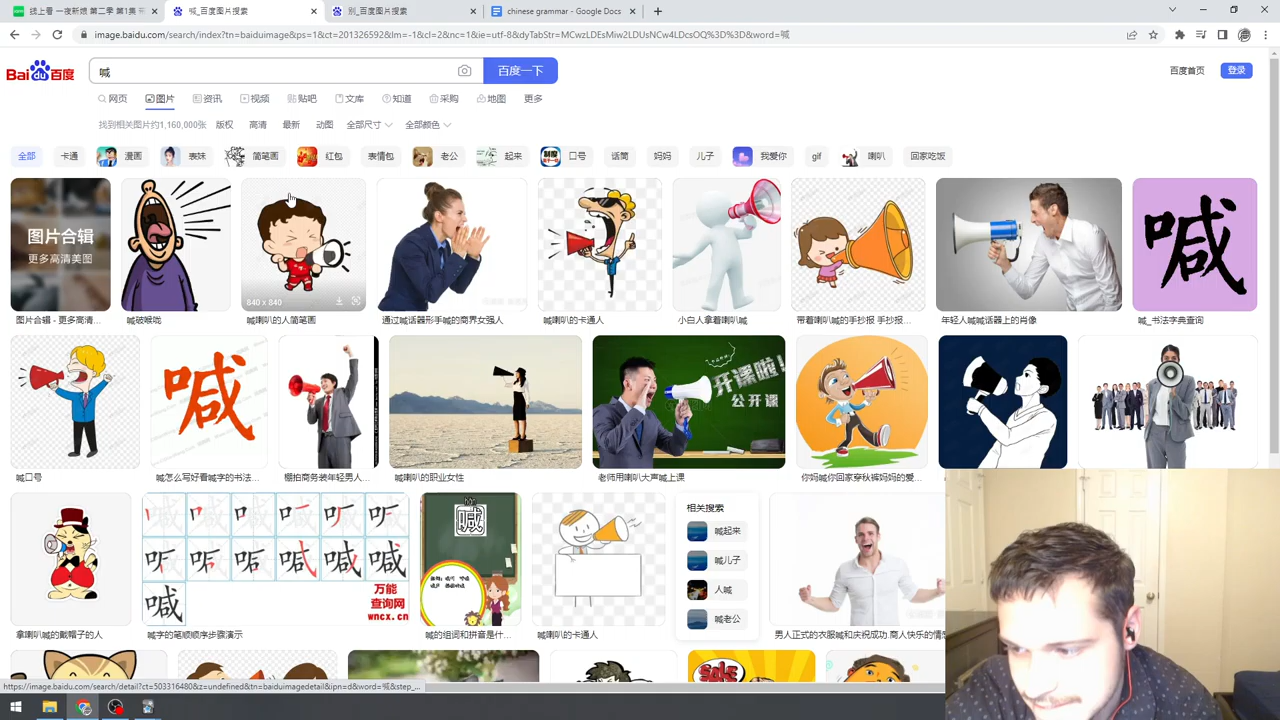 线上看 一夜新娘 第二季 第1集
喊_百度图片搜索
别_百度图片搜索
chinese grammar - Google Docs
image.baidu.com/search/index?tn=baiduimage&ps=1&ct=201326592&lm=-1&cl=2&nc=1&ie=utf-8&dyTabStr=MCwzLDEsMiw2LDUsNCw4LDcsOQ%3D%3D&word=喊
Bai du 百度
喊
百度一下
百度首页
登录
网页
图片
资讯
视频
贴吧
文库
知道
采购
地图
更多
找到相关图片约1,160,000张
版权
高清
最新
动图
全部尺寸
全部颜色
全部
卡通
漫画
表妹
简笔画
红包
表情包
老公
起来
口号
话筒
妈妈
儿子
我爱你
gif
喇叭
回家吃饭
图片合辑
更多高清美图
840 x 840
喊
图片合辑 - 更多高清...
喊破喉咙
喊喇叭的人简笔画
通过喊话器形手喊的商界女强人
喊喇叭的卡通人
小白人拿着喇叭喊
带着喇叭喊的手抄报 手抄报...
年轻人喊喊话器上的肖像
喊_书法字典查询
喊
开课啦!
公开课
喊口号
喊怎么写好看喊字的书法...
棚拍商务装年轻男人...
喊喇叭的职业女性
老师用喇叭大声喊上课
你妈喊你回家穿秋裤妈妈的爱...
喊
万能
查询网
wncx.cn
hǎn
喊
相关搜索
喊起来
喊儿子
人喊
喊老公
拿喇叭喊的戴帽子的人
喊字的笔顺顺序步骤演示
喊的组词和拼音是什...
喊喇叭的卡通人
男人正式的衣服喊和庆祝成功.商人快乐的情感
https://image.baidu.com/search/detail?ct=503316480&z=undefined&tn=baiduimagedetail&ipn=d&word=喊&step_...